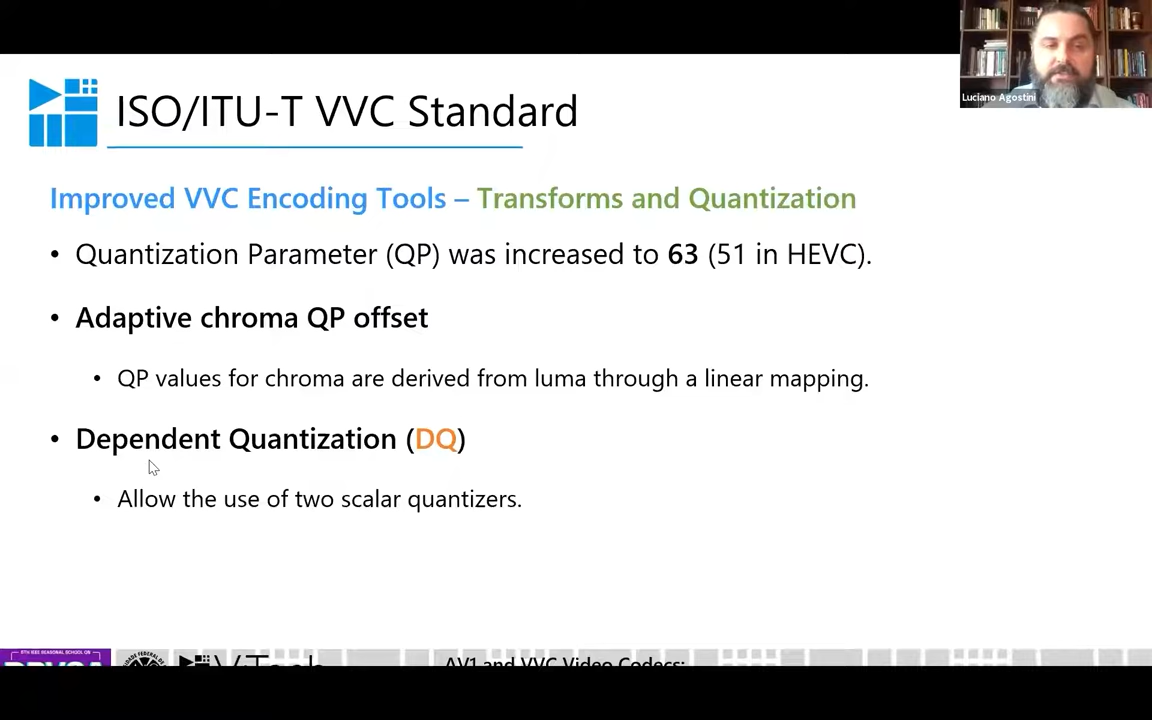 Luciano Agostini
ISO/ITU-T VVC Standard
Improved VVC Encoding Tools – Transforms and Quantization
• Quantization Parameter (QP) was increased to 63 (51 in HEVC).
• Adaptive chroma QP offset
• QP values for chroma are derived from luma through a linear mapping.
• Dependent Quantization (DQ)
• Allow the use of two scalar quantizers.
AV1 and VVC Video Codecs: